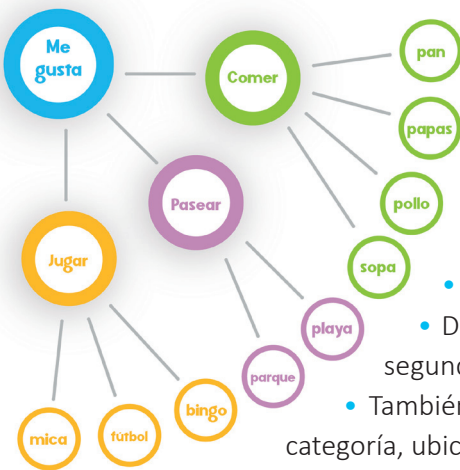 Me
gusta
Comer
pan
papas
pollo
sopa
Pasear
playa
parque
Jugar
bingo
fútbol
mica
•
• D
segund
• También
categoría, ubic